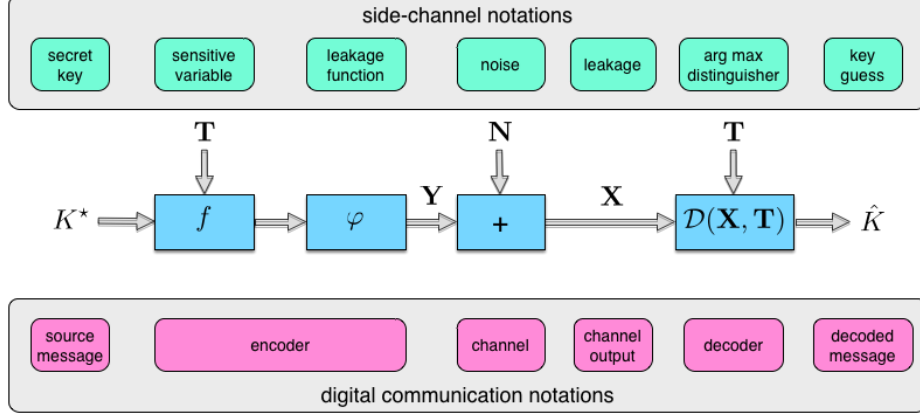 side-channel notations
secret
key
sensitive
variable
leakage
function
noise
leakage
arg max
distinguisher
key
guess
T
N
T
K⋆
f
φ
Y
+
X
𝒟(X, T)
K̂
source
message
encoder
channel
channel
output
decoder
decoded
message
digital communication notations